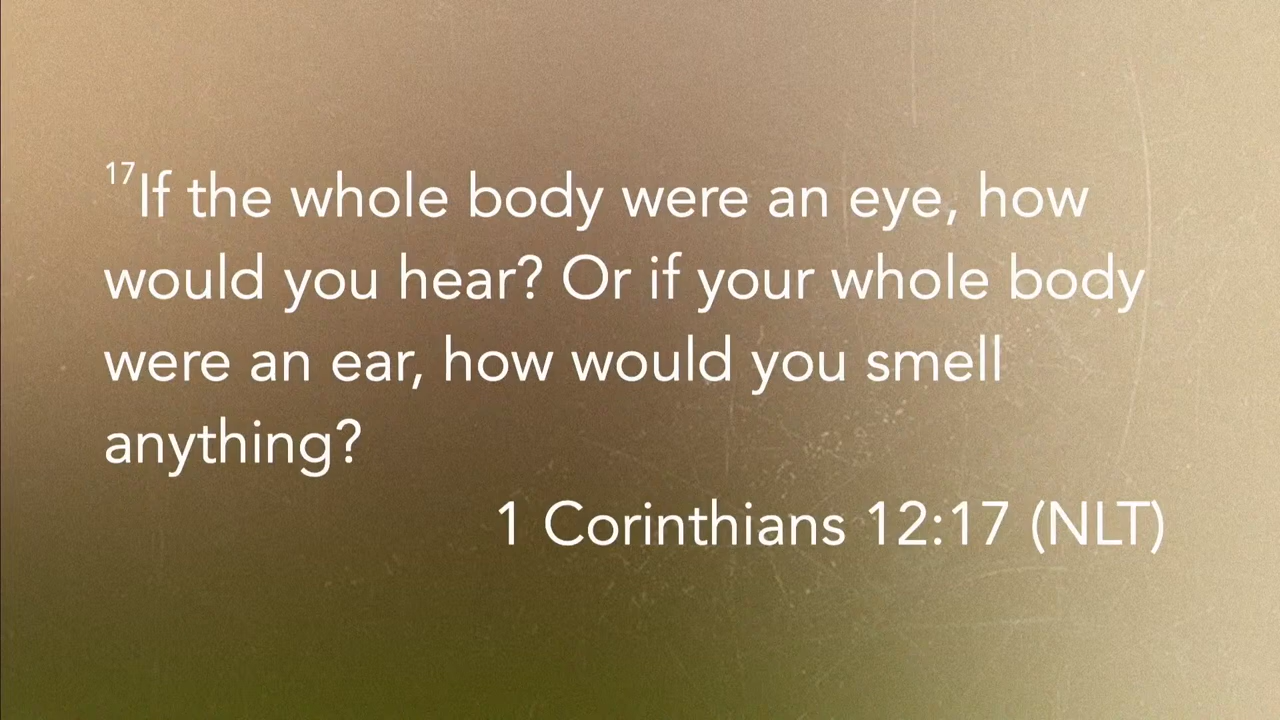 17If the whole body were an eye, how
would you hear? Or if your whole body
were an ear, how would you smell
anything?
1 Corinthians 12:17 (NLT)